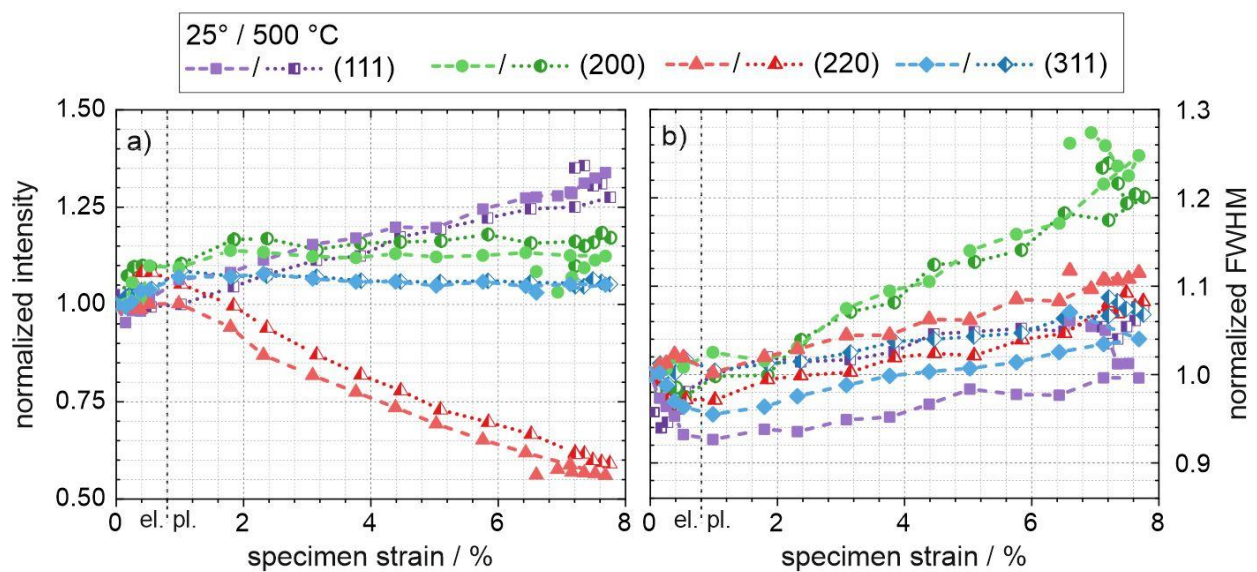 25° / 500 °C
/ (111) / (200) / (220) / (311)
a)
b)
normalized intensity
1.50
1.25
1.00
0.75
0.50
0 2 4 6 8
el. pl.
specimen strain / %
normalized FWHM
1.3
1.2
1.1
1.0
0.9
0 2 4 6 8
el. pl.
specimen strain / %